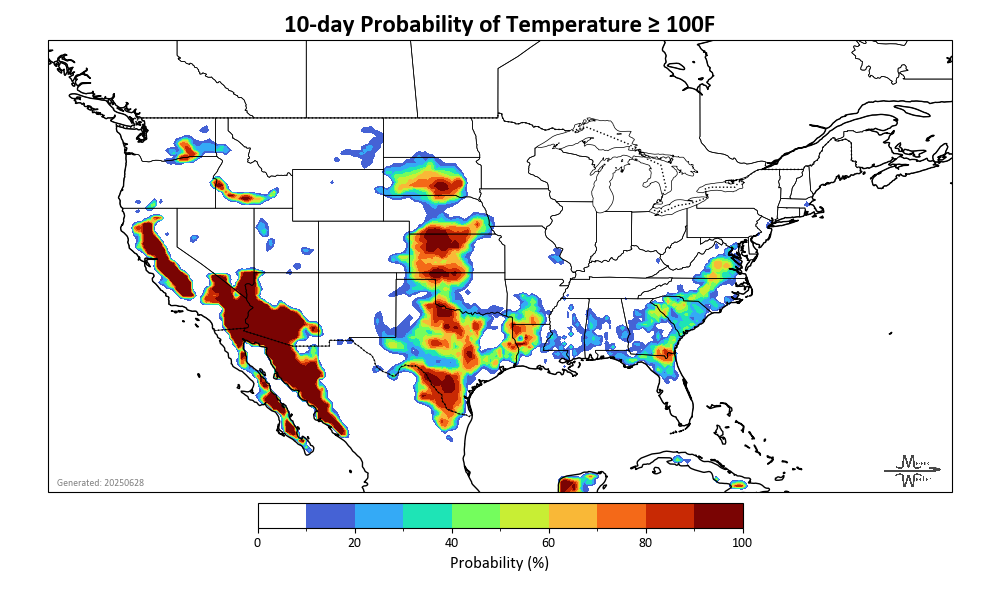 10-day Probability of Temperature ≥ 100F
Generated: 20250628
0 20 40 60 80 100
Probability (%)